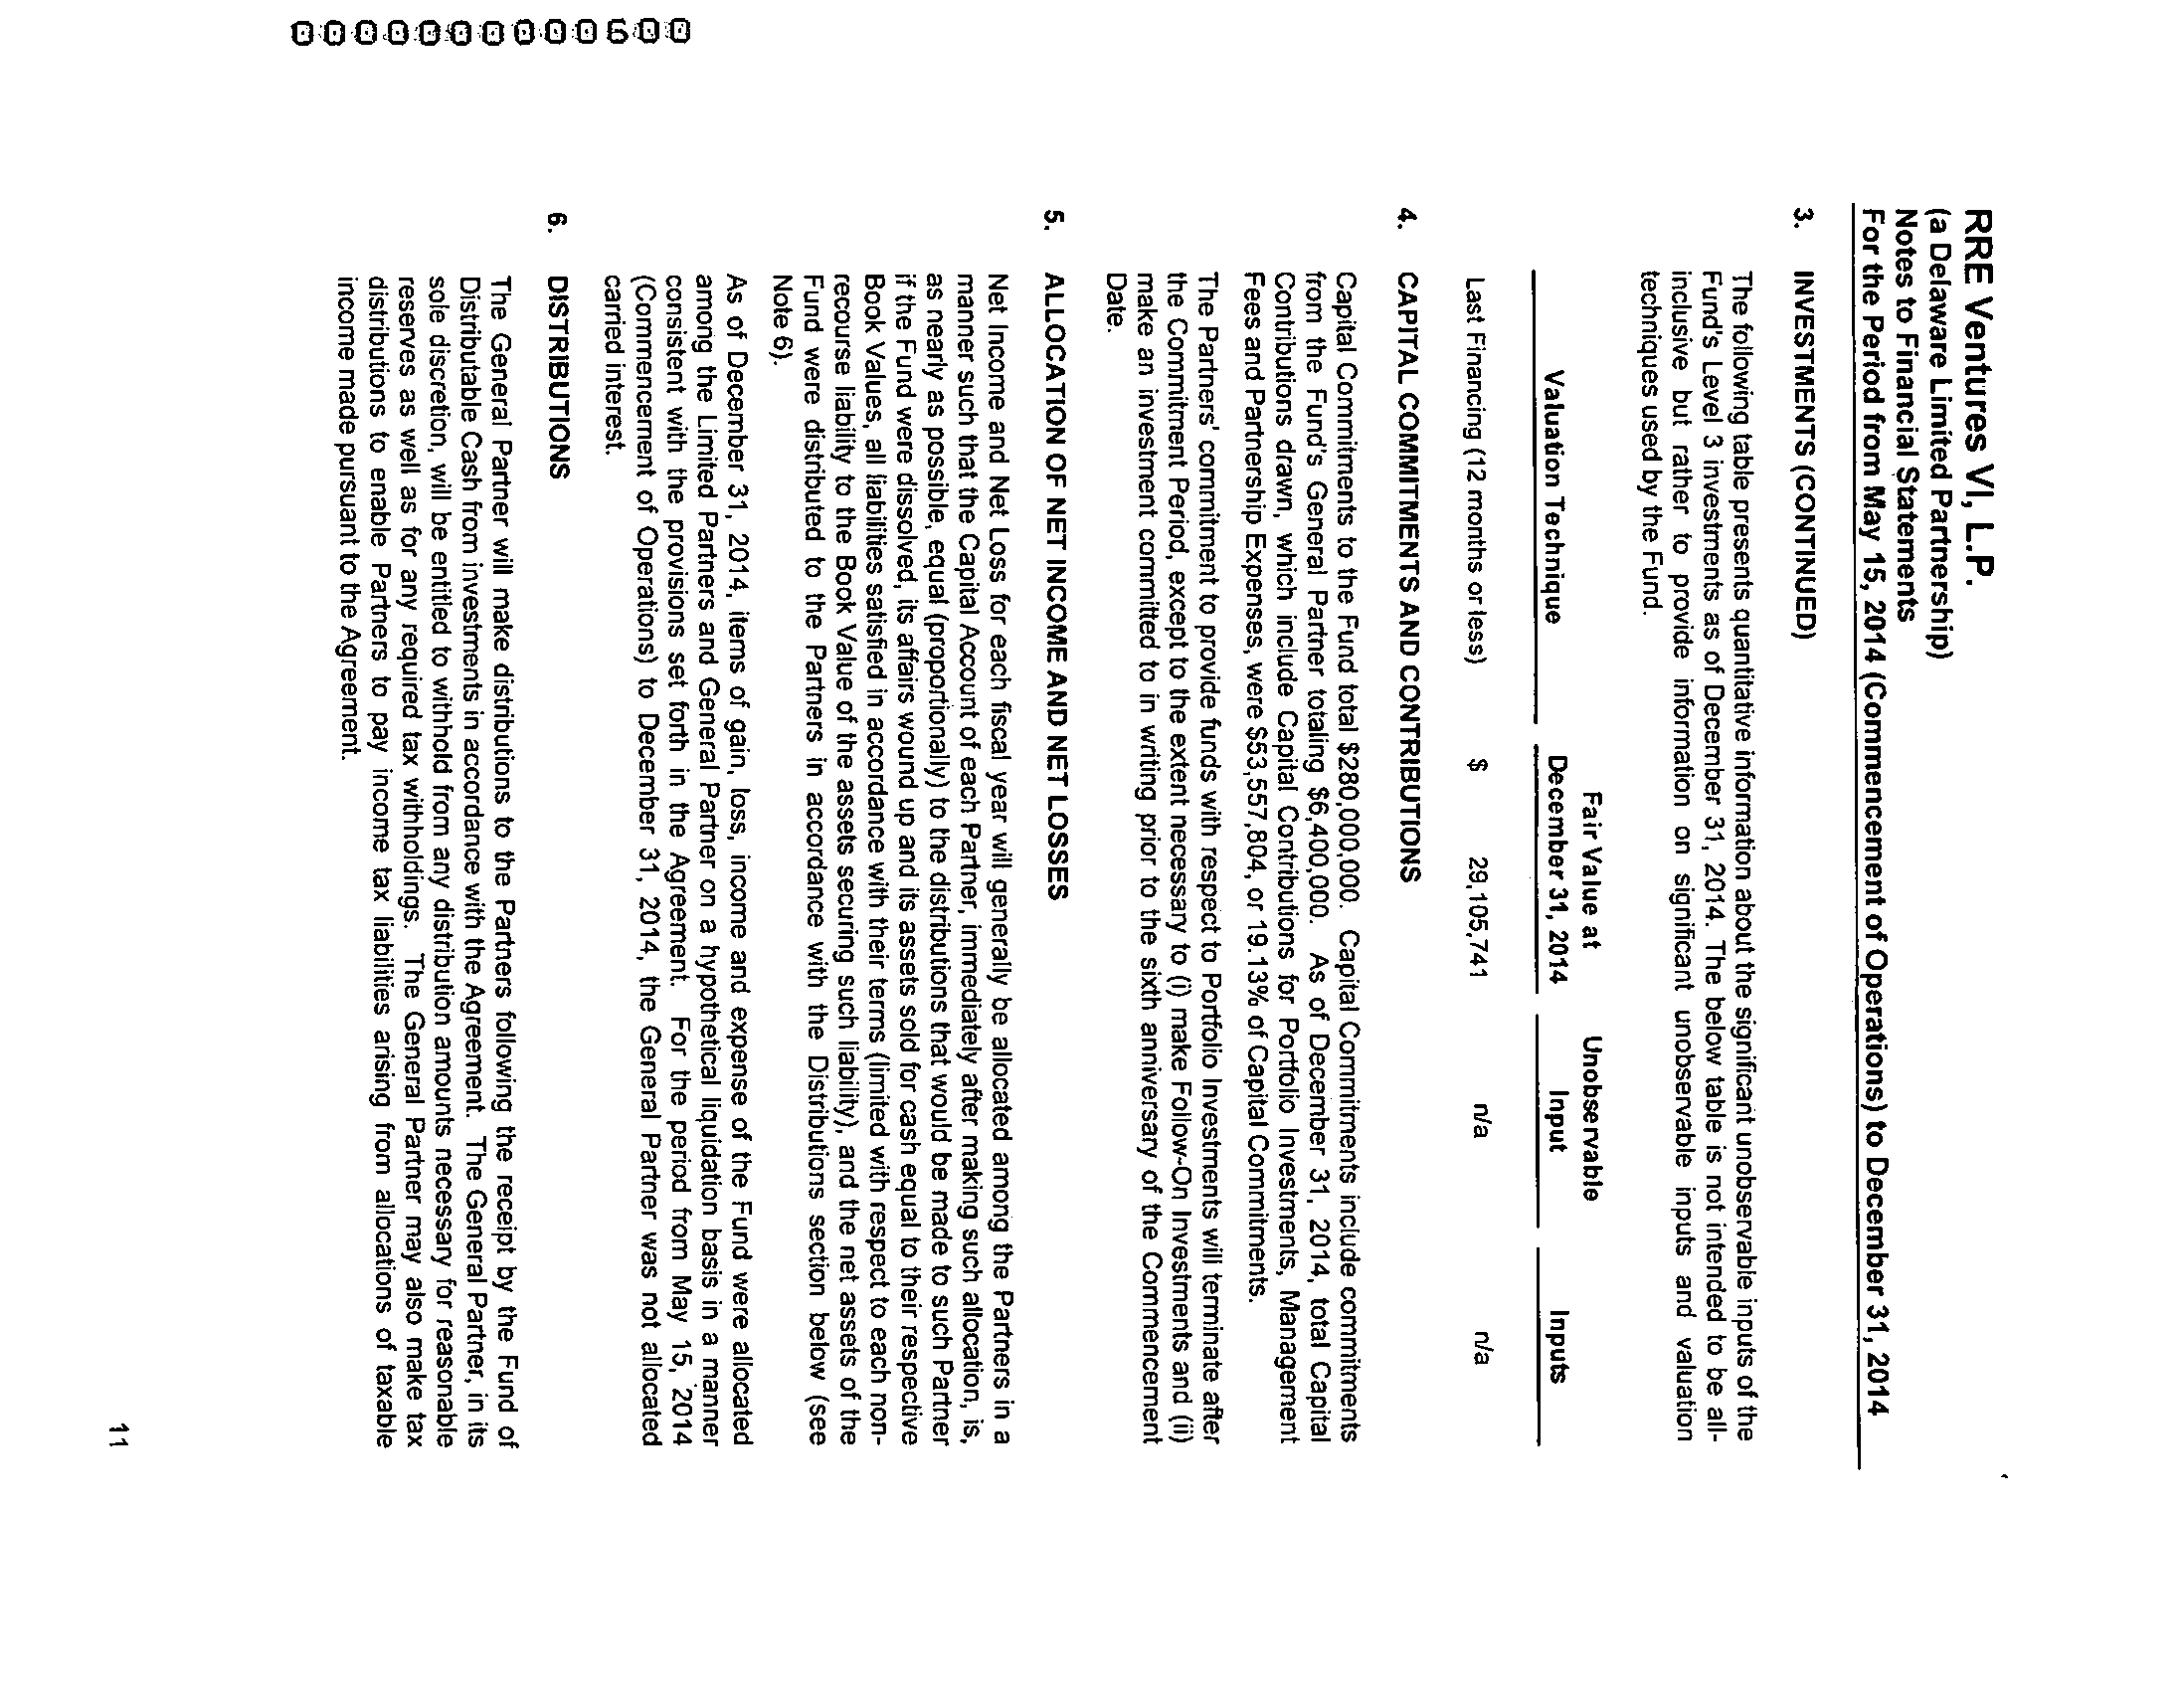 RRE Ventures VI, L.P.
(a Delaware Limited Partnership)
Notes to Financial Statements
For the Period from May 15, 2014 (Commencement of Operations) to December 31, 2014
3. INVESTMENTS (CONTINUED)
The following table presents quantitative information about the significant unobservable inputs of the
Fund's Level 3 investments as of December 31, 2014. The below table is not intended to be all-
inclusive but rather to provide information on significant unobservable inputs and valuation
techniques used by the Fund.
Fair Value at Unobservable
Valuation Technique December 31, 2014 Input Inputs
Last Financing (12 months or less) $ 29,105,741 n/a n/a
4. CAPITAL COMMITMENTS AND CONTRIBUTIONS
Capital Commitments to the Fund total $280,000,000. Capital Commitments include commitments
from the Fund's General Partner totaling $6,400,000. As of December 31, 2014, total Capital
Contributions drawn, which include Capital Contributions for Portfolio Investments, Management
Fees and Partnership Expenses, were $53,557,804, or 19.13% of Capital Commitments.
The Partners' commitment to provide funds with respect to Portfolio Investments will terminate after
the Commitment Period, except to the extent necessary to (i) make Follow-On Investments and (ii)
make an investment committed to in writing prior to the sixth anniversary of the Commencement
Date.
5. ALLOCATION OF NET INCOME AND NET LOSSES
Net Income and Net Loss for each fiscal year will generally be allocated among the Partners in a
manner such that the Capital Account of each Partner, immediately after making such allocation, is,
as nearly as possible, equal (proportionally) to the distributions that would be made to such Partner
if the Fund were dissolved, its affairs wound up and its assets sold for cash equal to their respective
Book Values, all liabilities satisfied in accordance with their terms (limited with respect to each non-
recourse liability to the Book Value of the assets securing such liability), and the net assets of the
Fund were distributed to the Partners in accordance with the Distributions section below (see
Note 6).
As of December 31, 2014, items of gain, loss, income and expense of the Fund were allocated
among the Limited Partners and General Partner on a hypothetical liquidation basis in a manner
consistent with the provisions set forth in the Agreement. For the period from May 15, 2014
(Commencement of Operations) to December 31, 2014, the General Partner was not allocated
carried interest.
6. DISTRIBUTIONS
The General Partner will make distributions to the Partners following the receipt by the Fund of
Distributable Cash from investments in accordance with the Agreement. The General Partner, in its
sole discretion, will be entitled to withhold from any distribution amounts necessary for reasonable
reserves as well as for any required tax withholdings. The General Partner may also make tax
distributions to enable Partners to pay income tax liabilities arising from allocations of taxable
income made pursuant to the Agreement.
11